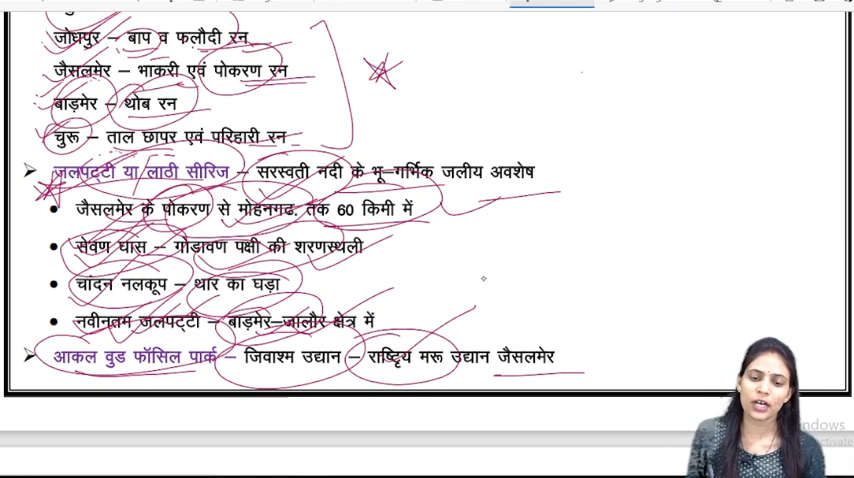 जोधपुर – बाप व फलौदी रन
जैसलमेर – भाकरी एवं पोकरण रन
बाड़मेर – थोब रन
चुरू – ताल छापर एवं परिहारी रन
जलपट्टी या लाठी सीरिज – सरस्वती नदी के भू–गर्भिक जलीय अवशेष
जैसलमेर के पोकरण से मोहनगढ. तक 60 किमी में
सेवण घास – गोडावण पक्षी की शरणस्थली
चांदन नलकूप – थार का घड़ा
नवीनतम जलपट्टी – बाड़मेर–जालौर क्षेत्र में
आकल वुड फॉसिल पार्क – जिवाश्म उद्यान – राष्ट्रिय मरू उद्यान जैसलमेर